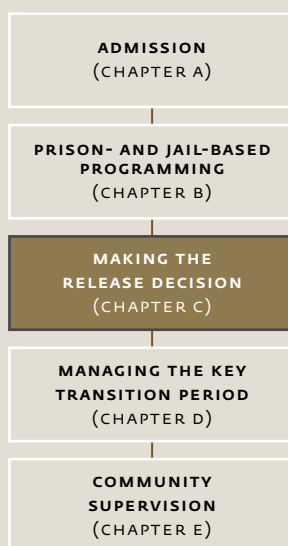 ADMISSION
(CHAPTER A)
PRISON- AND JAIL-BASED
PROGRAMMING
(CHAPTER B)
MAKING THE
RELEASE DECISION
(CHAPTER C)
MANAGING THE KEY
TRANSITION PERIOD
(CHAPTER D)
COMMUNITY
SUPERVISION
(CHAPTER E)